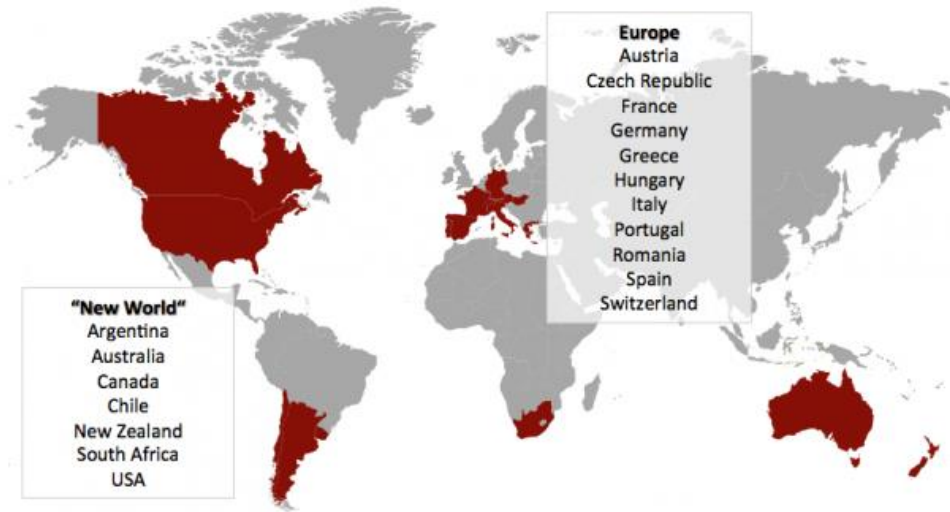 Europe
Austria
Czech Republic
France
Germany
Greece
Hungary
Italy
Portugal
Romania
Spain
Switzerland
“New World“
Argentina
Australia
Canada
Chile
New Zealand
South Africa
USA